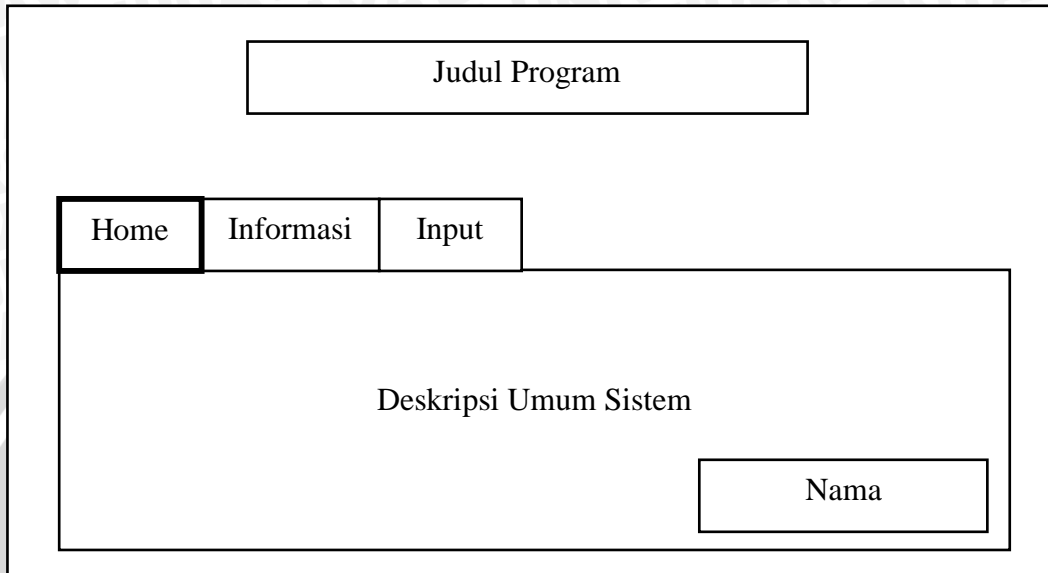 Judul Program
Home Informasi Input
Deskripsi Umum Sistem
Nama